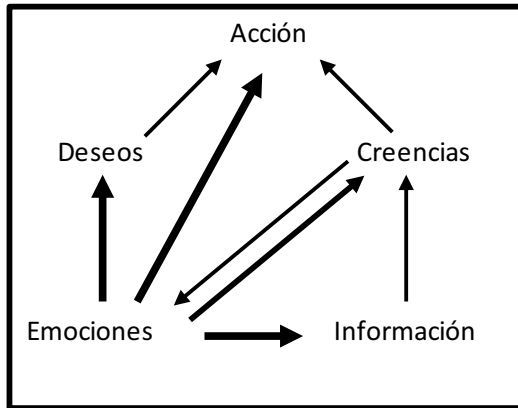 Acción
Deseos
Creencias
Emociones
Información